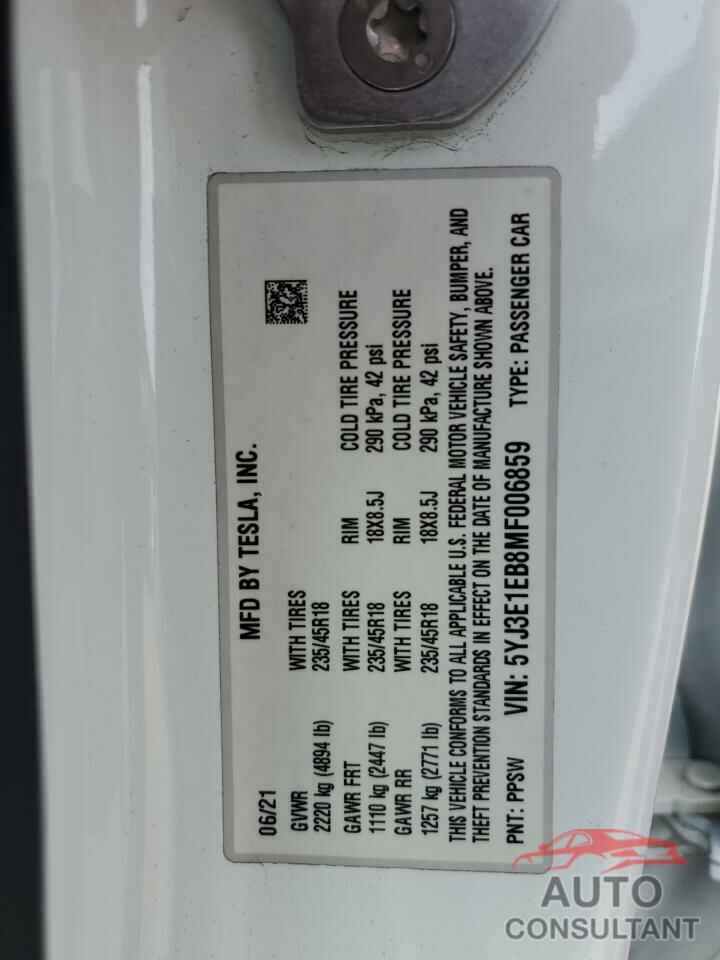 MFD BY TESLA, INC.
06/21
GVWR WITH TIRES RIM COLD TIRE PRESSURE
2220 kg (4894 lb) 235/45R18
GAWR FRT
1110 kg (2447 lb) 235/45R18 18X8.5J 290 kPa, 42 psi
GAWR RR WITH TIRES RIM COLD TIRE PRESSURE
1257 kg (2771 lb) 235/45R18 18X8.5J 290 kPa, 42 psi
THIS VEHICLE CONFORMS TO ALL APPLICABLE U.S. FEDERAL MOTOR VEHICLE SAFETY, BUMPER, AND
THEFT PREVENTION STANDARDS IN EFFECT ON THE DATE OF MANUFACTURE SHOWN ABOVE.
PNT: PPSW VIN: 5YJ3E1EB8MF006859 TYPE: PASSENGER CAR
AUTO
CONSULTANT